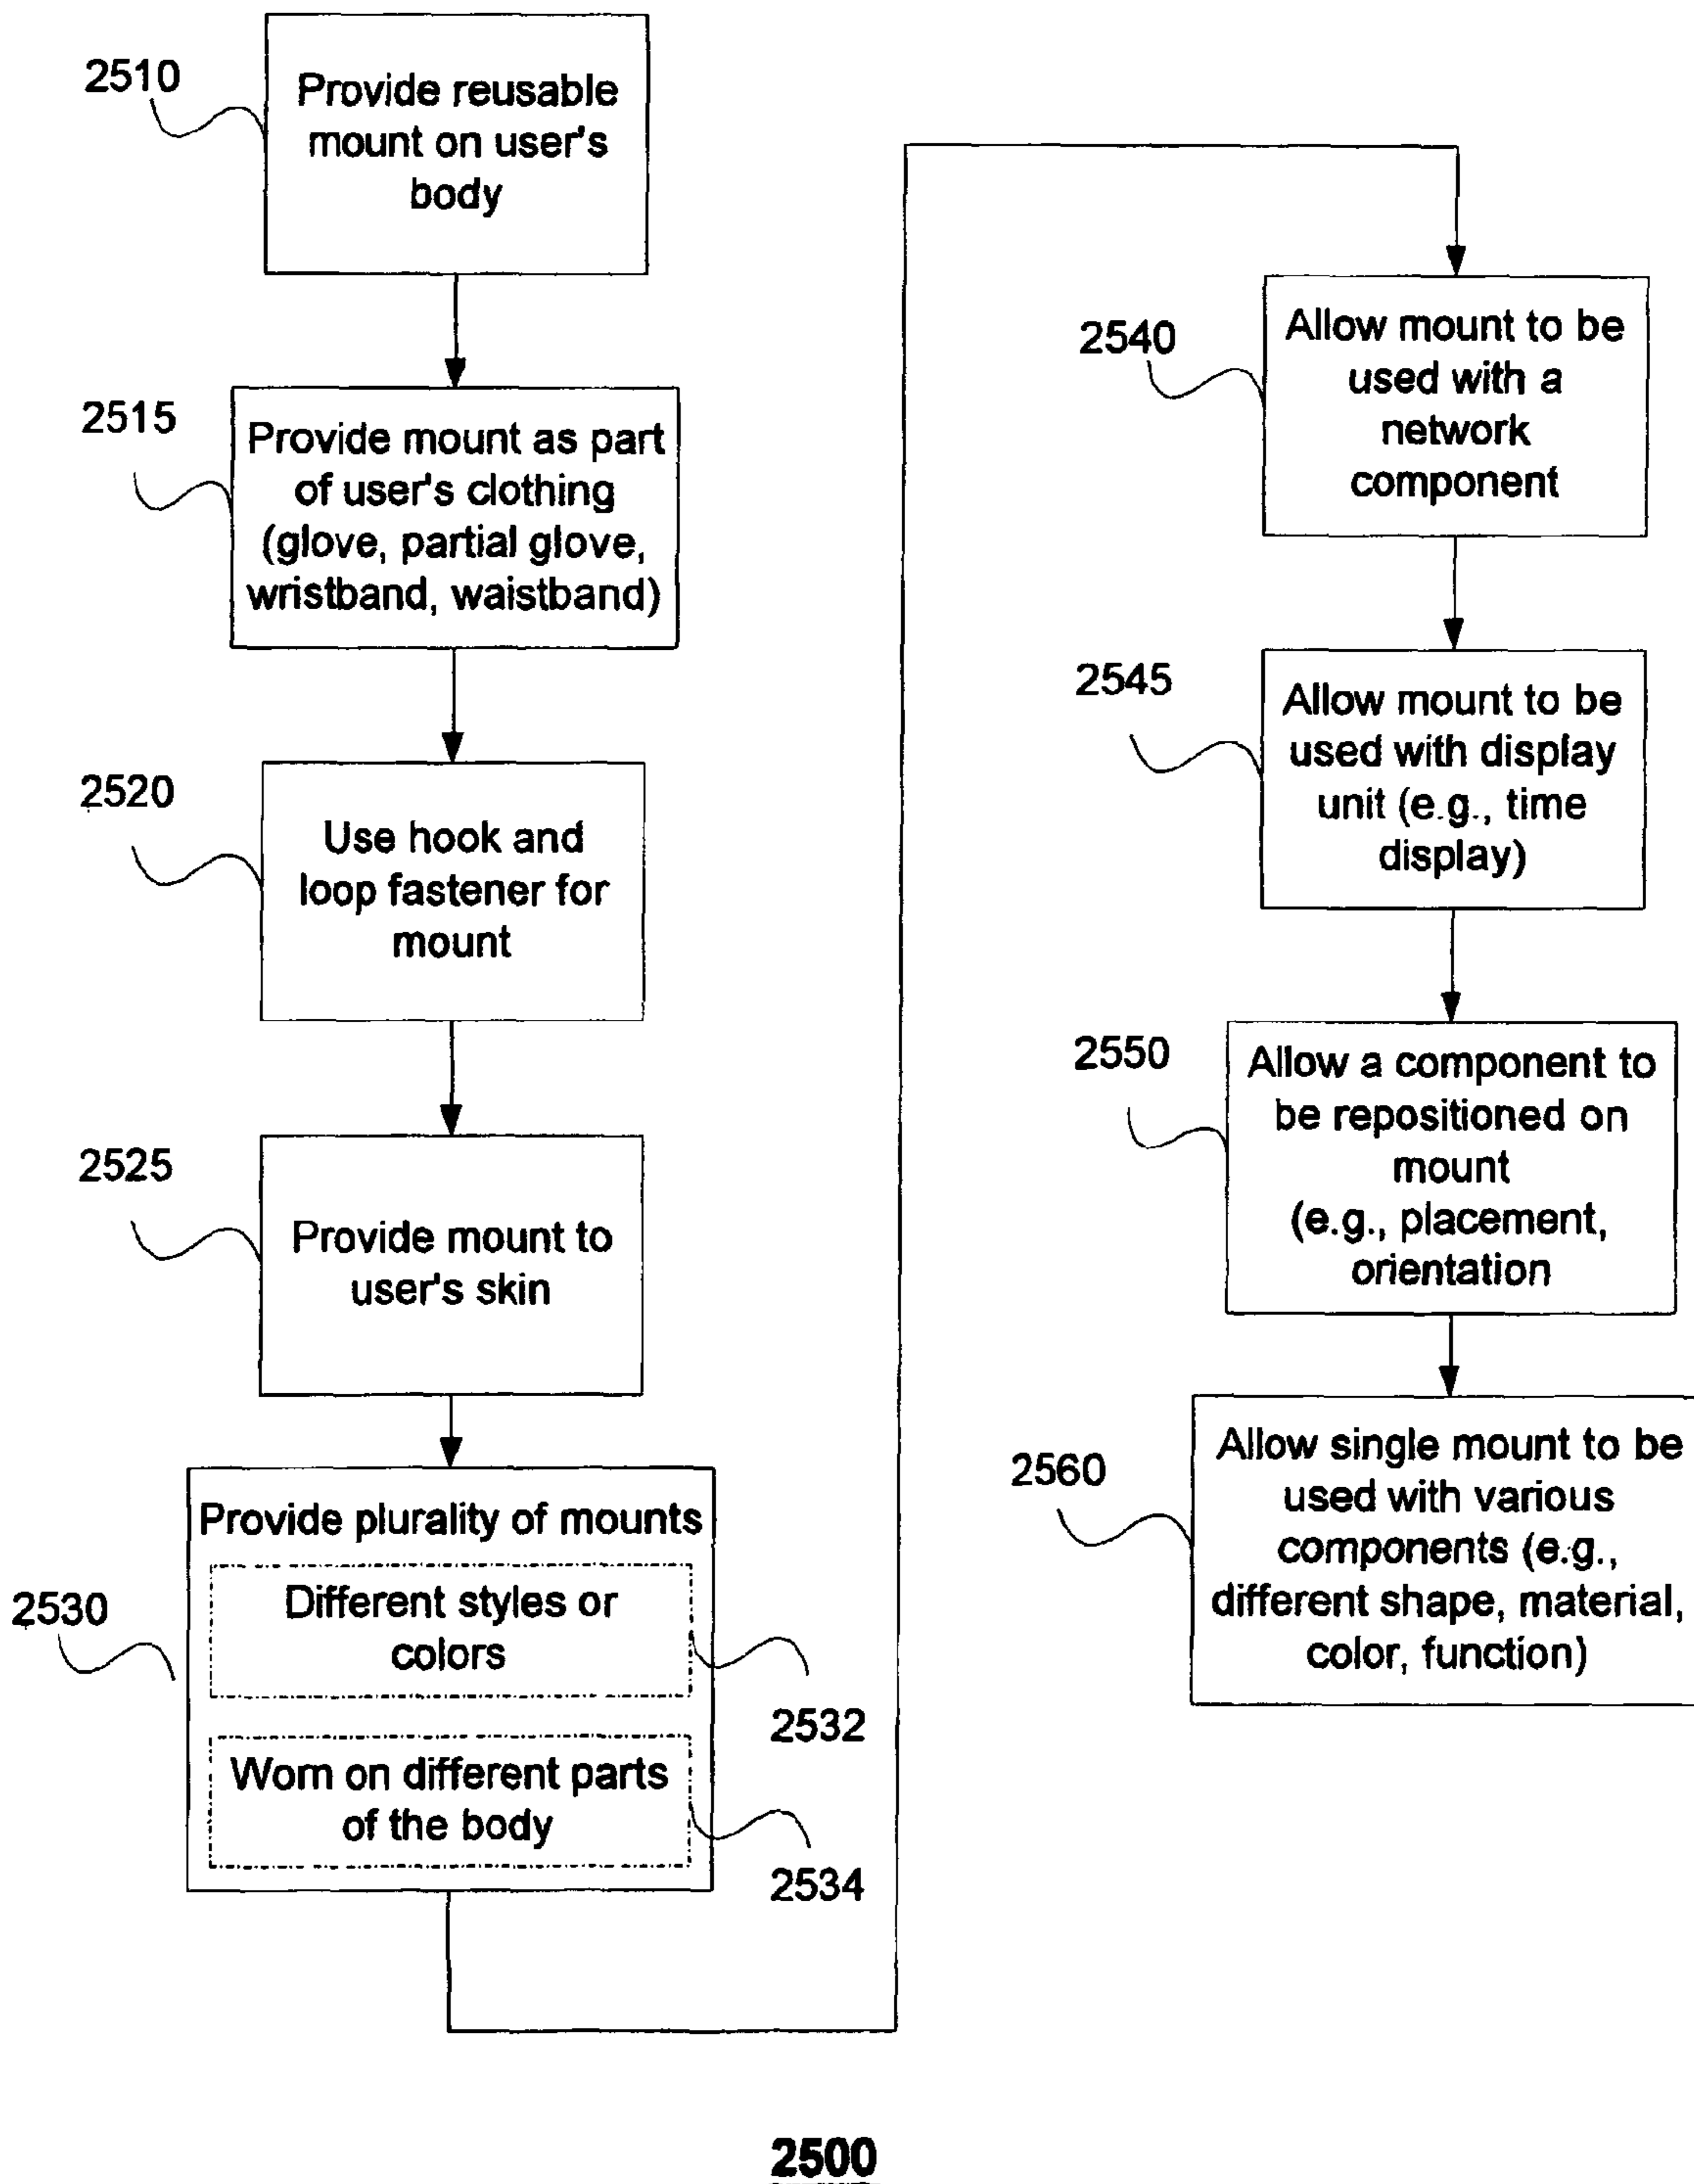 2510
Provide reusable
mount on user's
body
2515
Provide mount as part
of user's clothing
(glove, partial glove,
wristband, waistband)
2520
Use hook and
loop fastener for
mount
2525
Provide mount to
user's skin
2530
Provide plurality of mounts
Different styles or
colors
2532
Worn on different parts
of the body
2534
2540
Allow mount to be
used with a
network
component
2545
Allow mount to be
used with display
unit (e.g., time
display)
2550
Allow a component to
be repositioned on
mount
(e.g., placement,
orientation
2560
Allow single mount to be
used with various
components (e.g.,
different shape, material,
color, function)
2500